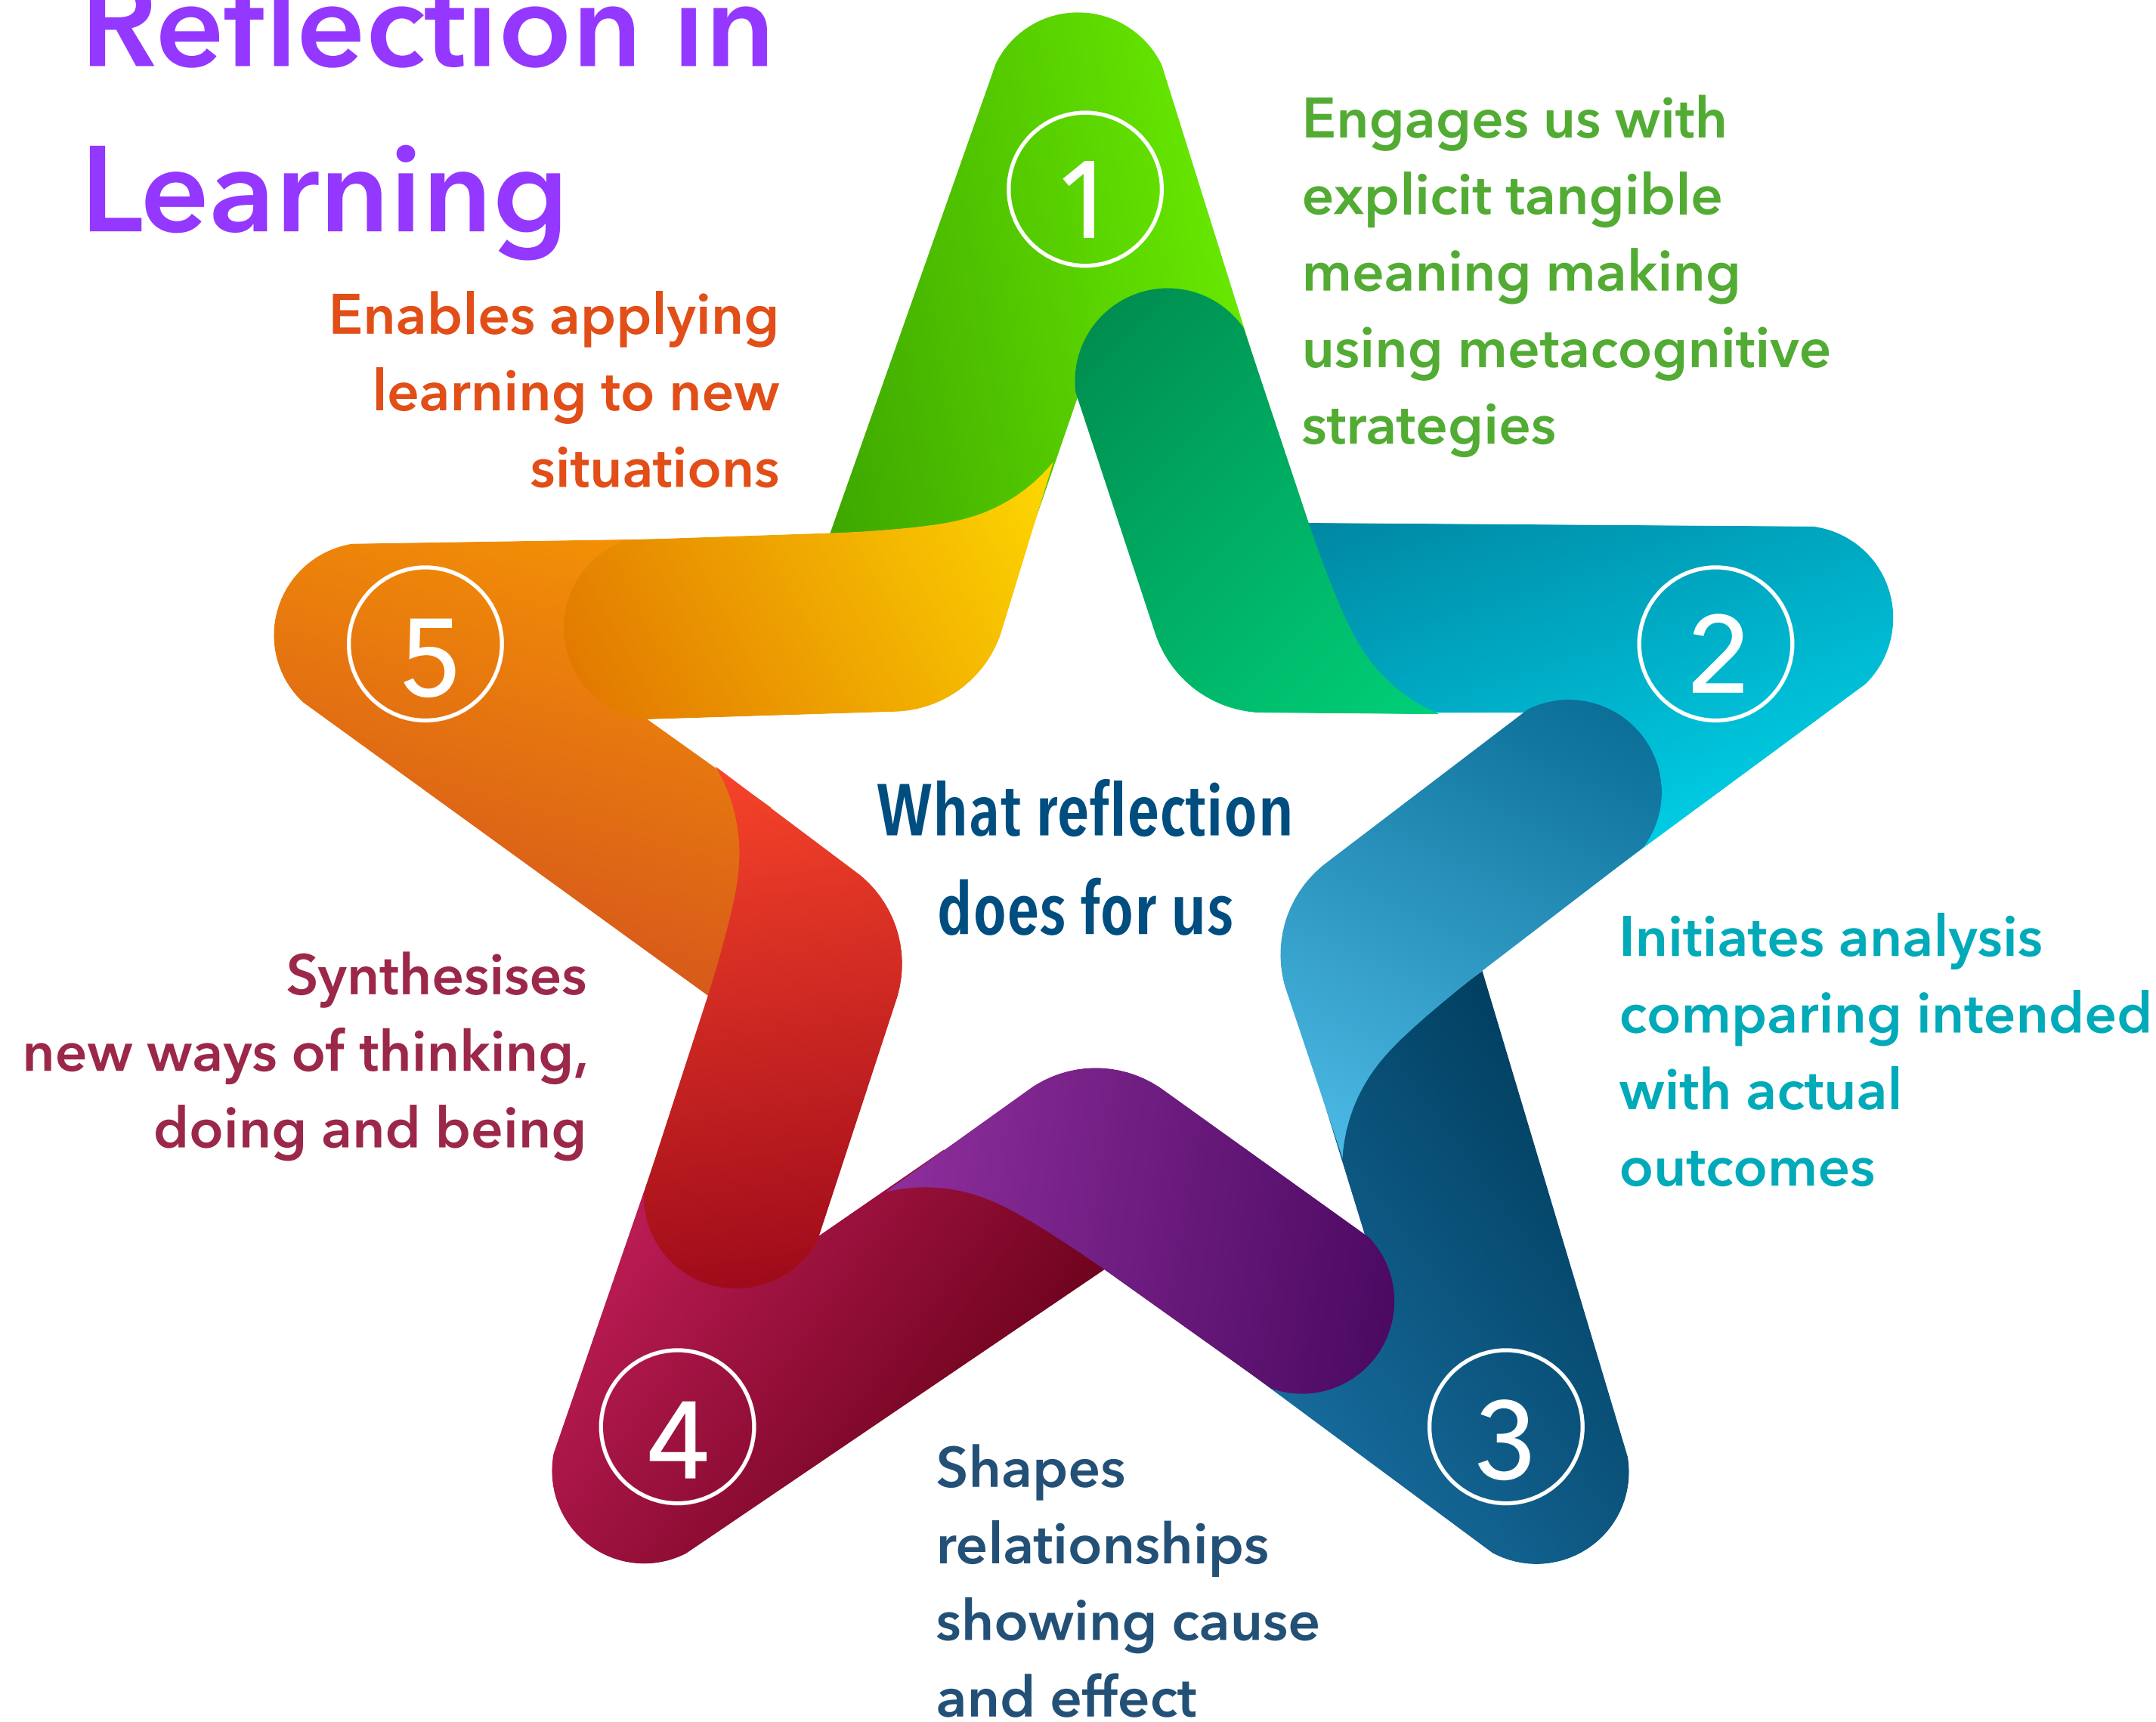 Reflection in
Learning
1
Engages us with
explicit tangible
meaning making
using metacognitive
strategies
2
Initiates analysis
comparing intended
with actual
outcomes
3
Shapes
relationships
showing cause
and effect
4
Synthesises
new ways of thinking,
doing and being
5
Enables applying
learning to new
situations
What reflection
does for us